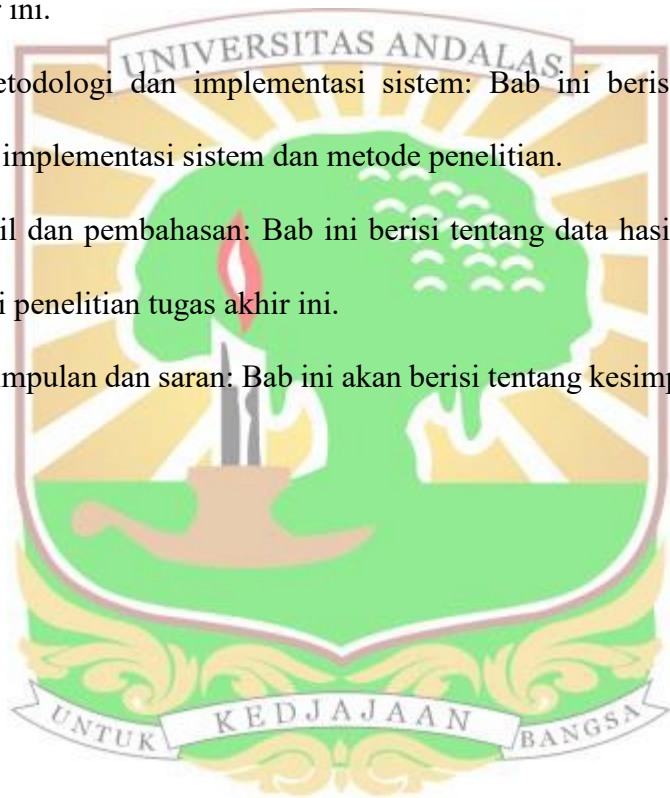 r ini.
UNIVERSITAS ANDALAS
etodologi dan implementasi sistem: Bab ini beris
implementasi sistem dan metode penelitian.
il dan pembahasan: Bab ini berisi tentang data hasi
i penelitian tugas akhir ini.
impulan dan saran: Bab ini akan berisi tentang kesimp
UNTUK KEDJAJAAN BANGSA